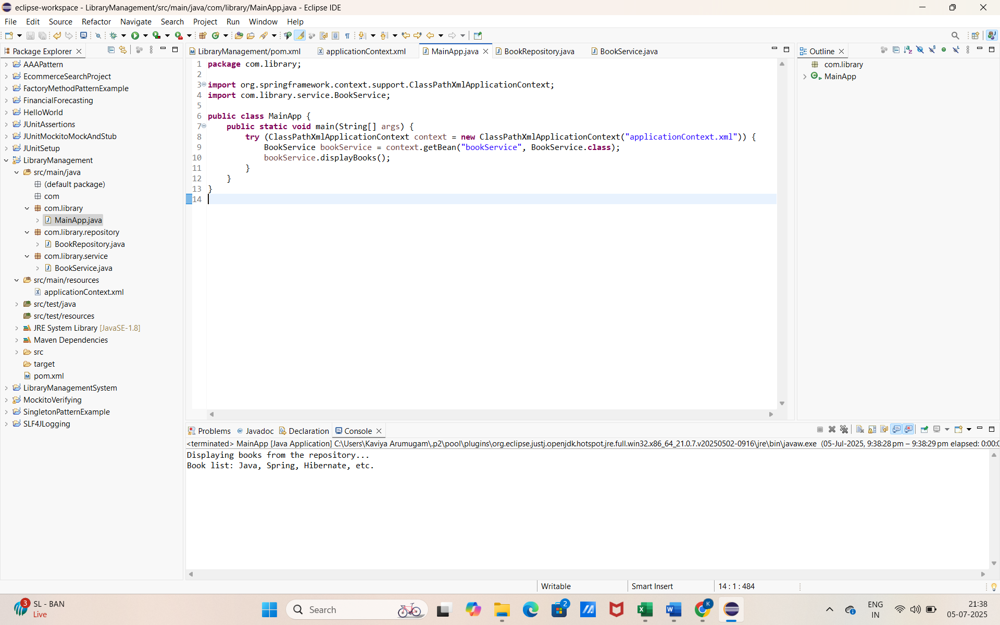 eclipse-workspace - LibraryManagement/src/main/java/com/library/MainApp.java - Eclipse IDE
File Edit Source Refactor Navigate Search Project Run Window Help
Package Explorer
AAAPattern
EcommerceSearchProject
FactoryMethodPatternExample
FinancialForecasting
HelloWorld
JUnitAssertions
JUnitMockitoMockAndStub
JUnitSetup
LibraryManagement
src/main/java
(default package)
com
com.library
MainApp.java
com.library.repository
BookRepository.java
com.library.service
BookService.java
src/main/resources
applicationContext.xml
src/test/java
src/test/resources
JRE System Library [JavaSE-1.8]
Maven Dependencies
src
target
pom.xml
LibraryManagementSystem
MockitoVerifying
SingletonPatternExample
SLF4JLogging
LibraryManagement/pom.xml applicationContext.xml MainApp.java BookRepository.java BookService.java
1 package com.library;
2
3 import org.springframework.context.support.ClassPathXmlApplicationContext;
4 import com.library.service.BookService;
5
6 public class MainApp {
7     public static void main(String[] args) {
8         try (ClassPathXmlApplicationContext context = new ClassPathXmlApplicationContext("applicationContext.xml")) {
9             BookService bookService = context.getBean("bookService", BookService.class);
10             bookService.displayBooks();
11         }
12     }
13 }
14
Outline
com.library
MainApp
Problems Javadoc Declaration Console
<terminated> MainApp [Java Application] C:\Users\Kaviya Arumugam\.p2\pool\plugins\org.eclipse.justj.openjdk.hotspot.jre.full.win32.x86_64_21.0.7.v20250502-0916\jre\bin\javaw.exe (05-Jul-2025, 9:38:28 pm – 9:38:29 pm elapsed: 0:00:0
Displaying books from the repository...
Book list: Java, Spring, Hibernate, etc.
Writable Smart Insert 14 : 1 : 484
3
SL - BAN
Live
Search
2
K
ENG
IN
21:38
05-07-2025